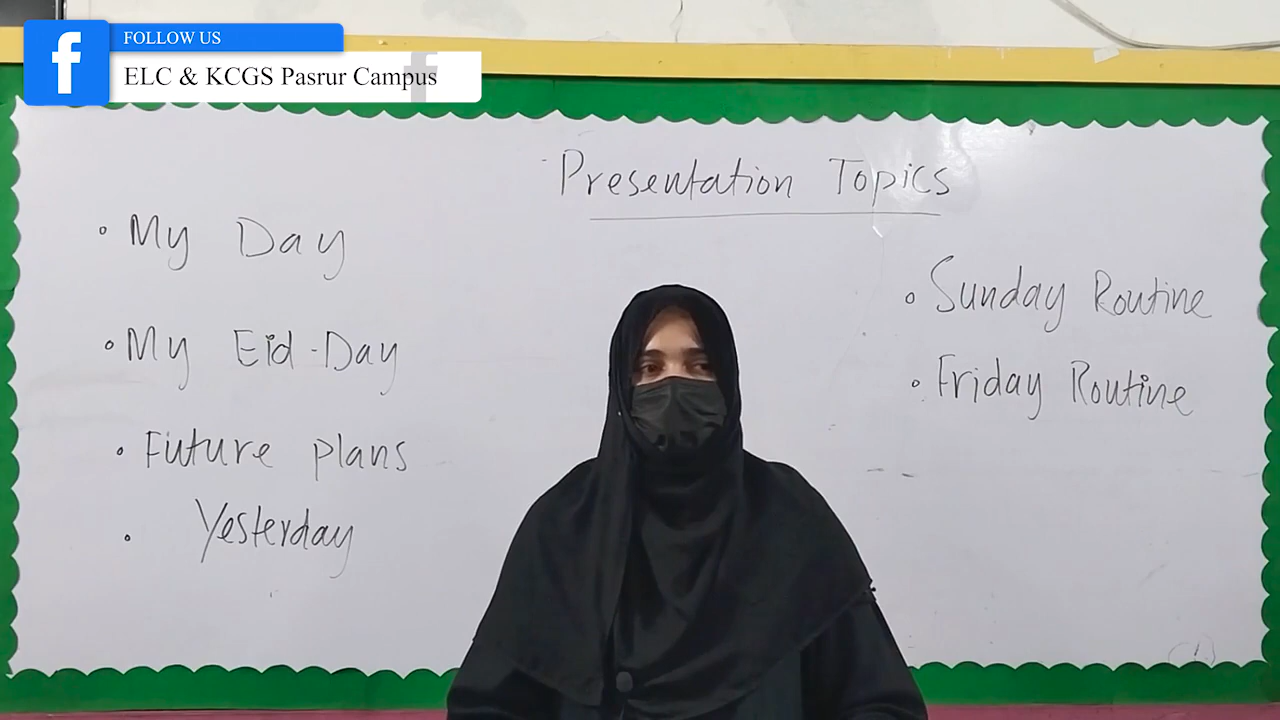 FOLLOW US
ELC & KCGS Pasrur Campus
Presentation Topics
• My Day
• My Eid-Day
• Future plans
• Yesterday
• Sunday Routine
• Friday Routine